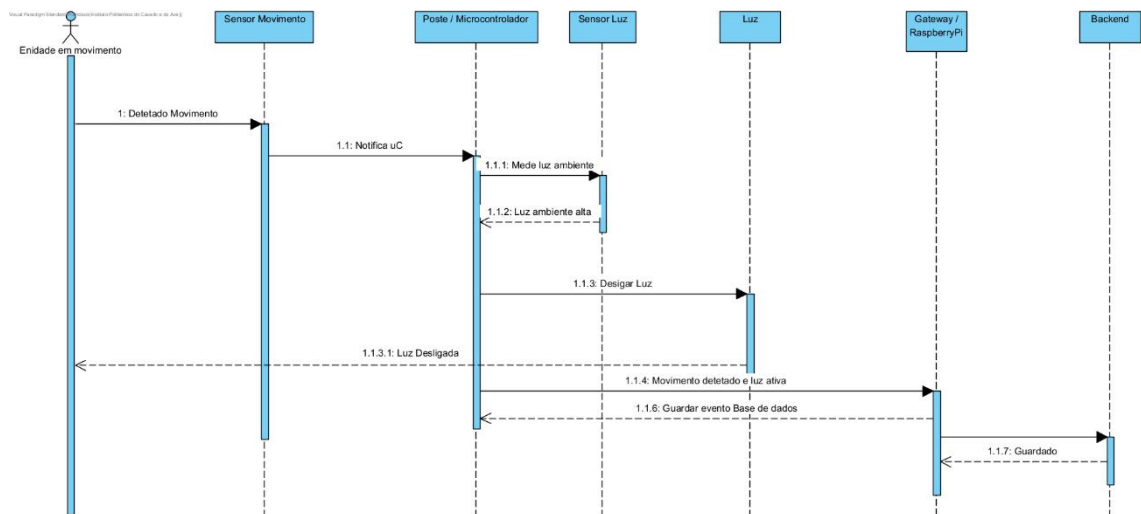 Visual Paradigm Standard
Sensor Movimento
Poste / Microcontrolador
Sensor Luz
Luz
Gateway /
RaspberryPi
Backend
Enidade em movimento
1: Detetado Movimento
1.1: Notifica uC
1.1.1: Mede luz ambiente
1.1.2: Luz ambiente alta
1.1.3: Desigar Luz
1.1.3.1: Luz Desligada
1.1.4: Movimento detetado e luz ativa
1.1.6: Guardar evento Base de dados
1.1.7: Guardado